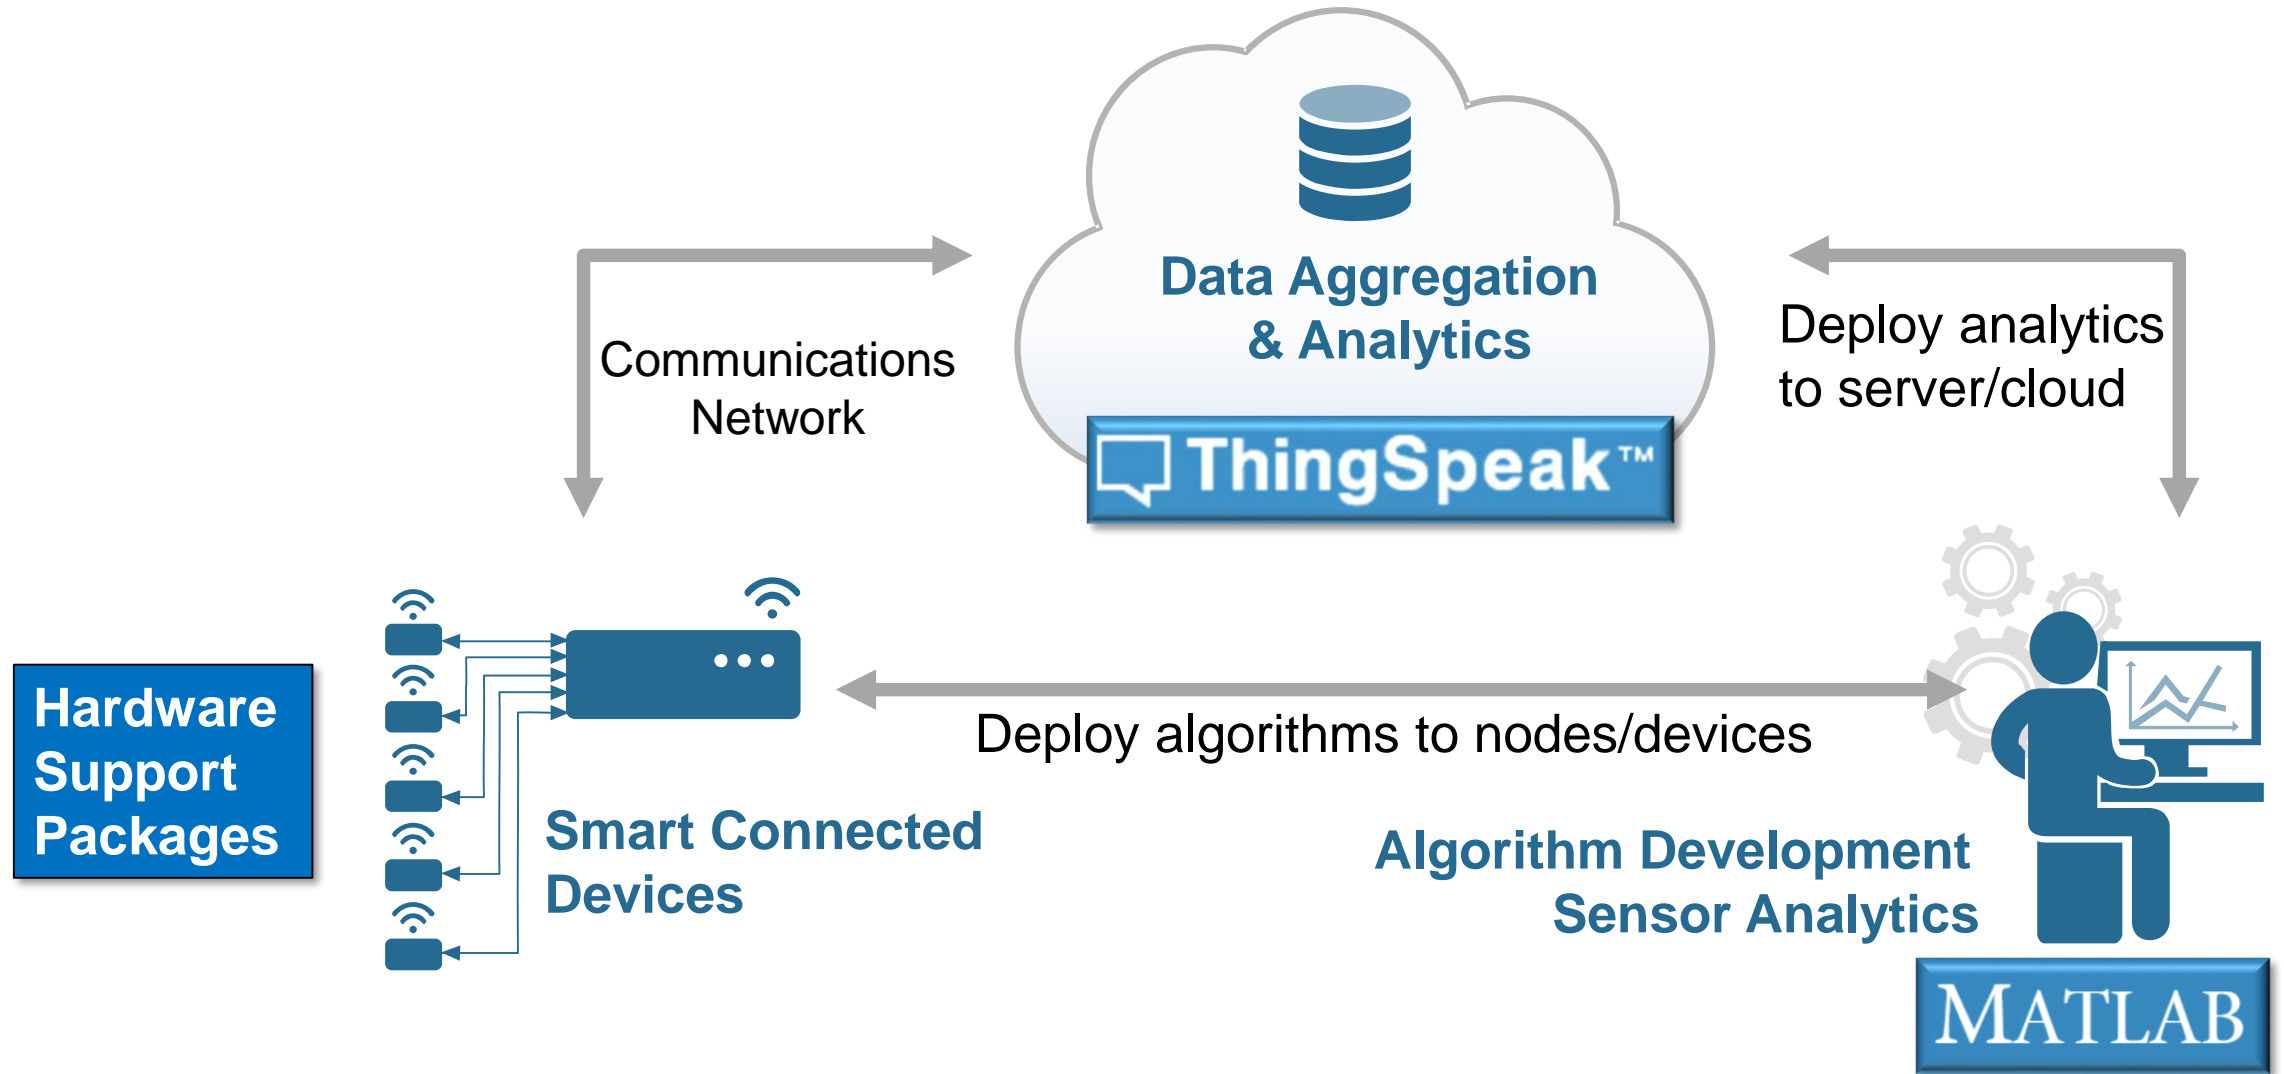 Data Aggregation
& Analytics
ThingSpeak™
Communications
Network
Deploy analytics
to server/cloud
Hardware
Support
Packages
Smart Connected
Devices
Deploy algorithms to nodes/devices
Algorithm Development
Sensor Analytics
MATLAB